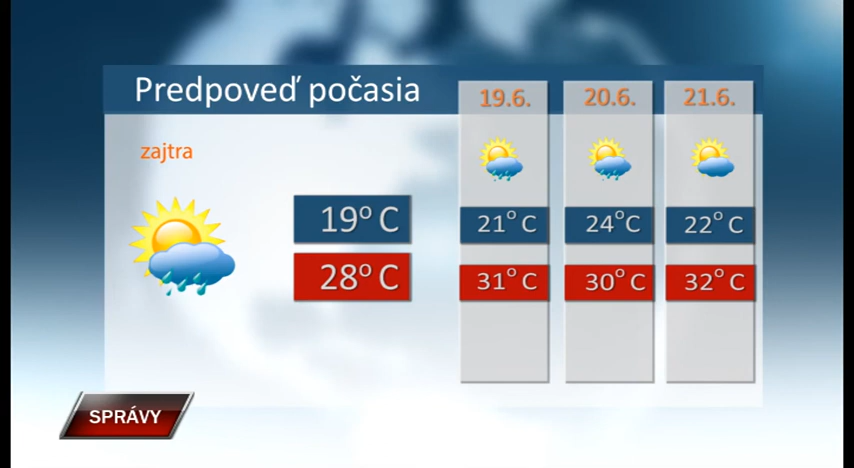 Predpoveď počasia
19.6. 20.6. 21.6.
zajtra
19° C 21° C 24°C 22° C
28° C 31° C 30° C 32° C
SPRÁVY